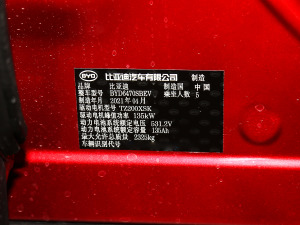 BYD 比亚迪汽车有限公司 制造
品牌 比亚迪 制造国 中国
整车型号 BYD6470SBEV 乘坐人数 5
制造年月 2021年04月
驱动电机型号 TZ200XSK
驱动电机峰值功率 135kW
动力电池系统额定电压 531.2V
动力电池系统额定容量 135Ah
最大允许总质量 2325kg
车辆识别代号